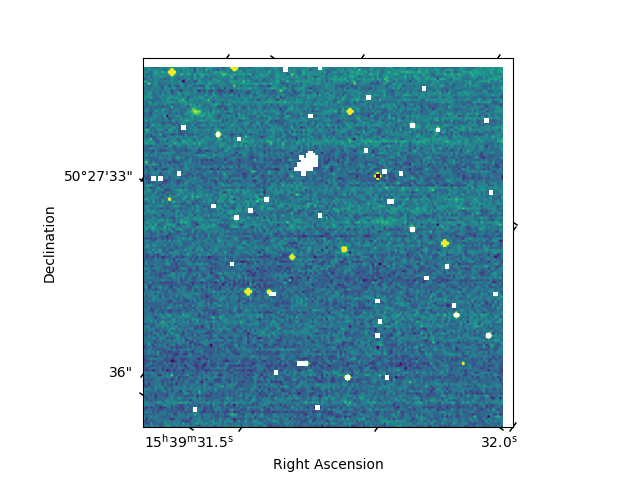 50°27'33"
Declination
36"
15ʰ39ᵐ31.5ˢ
32.0ˢ
Right Ascension